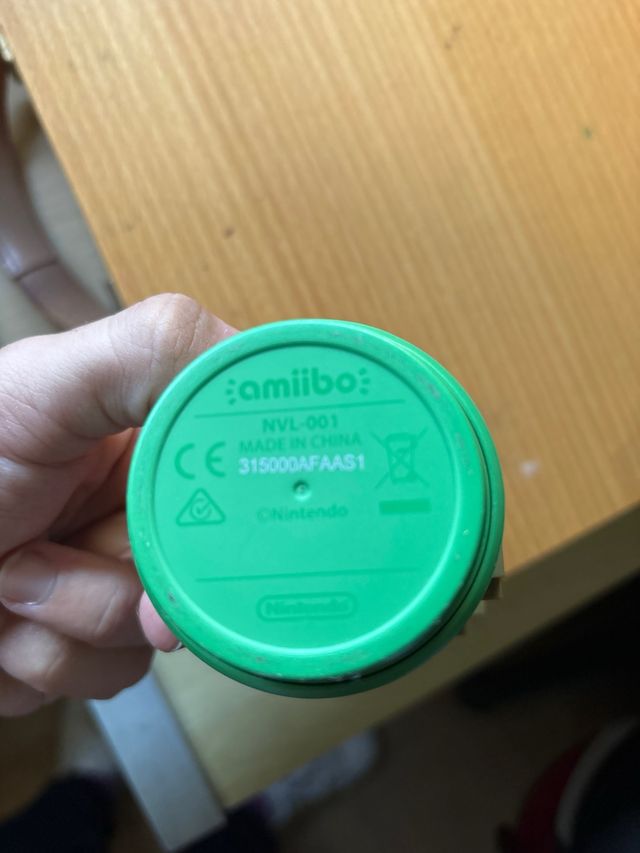 amiibo
NVL-001
MADE IN CHINA
CE
315000AFAAS1
©Nintendo
Nintendo